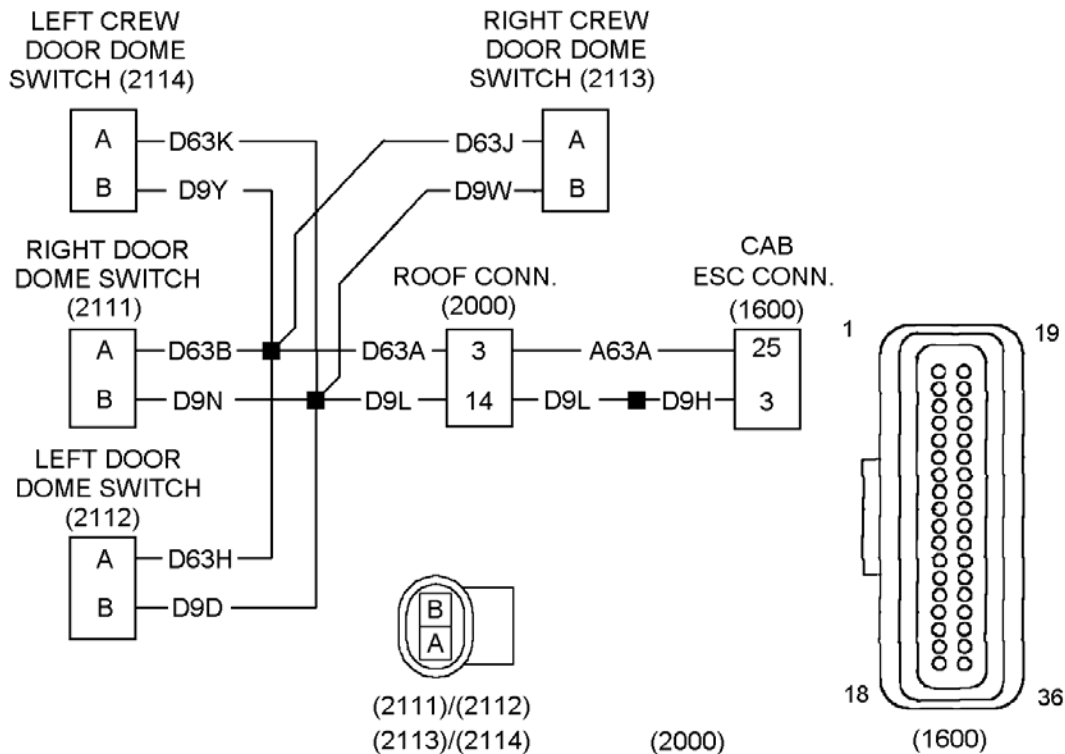 LEFT CREW
DOOR DOME
SWITCH (2114)
A
D63K
B
D9Y
RIGHT CREW
DOOR DOME
SWITCH (2113)
D63J
A
D9W
B
RIGHT DOOR
DOME SWITCH
(2111)
A
D63B
B
D9N
D63A
D9L
ROOF CONN.
(2000)
3
14
A63A
D9L
D9H
CAB
ESC CONN.
(1600)
25
3
LEFT DOOR
DOME SWITCH
(2112)
A
D63H
B
D9D
B
A
(2111)/(2112)
(2113)/(2114)
(2000)
1
19
18
36
(1600)